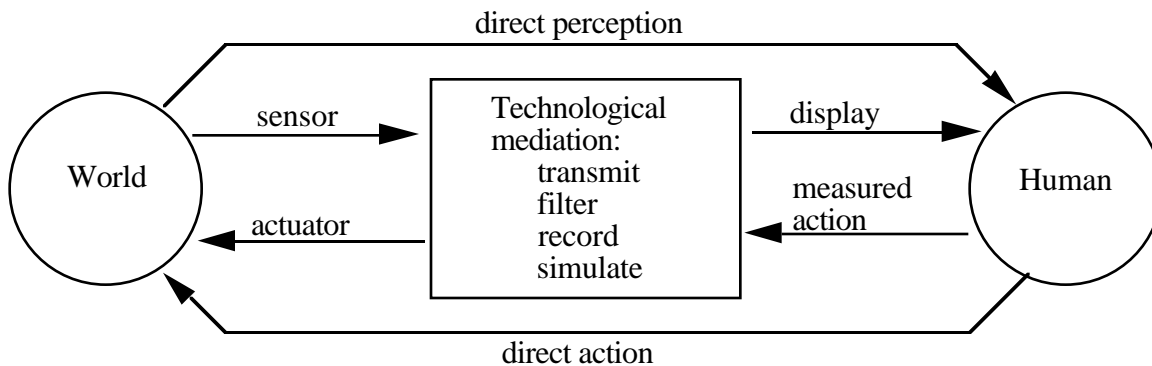 direct perception
sensor
Technological
mediation:
transmit
filter
record
simulate
display
World
Human
measured
action
actuator
direct action